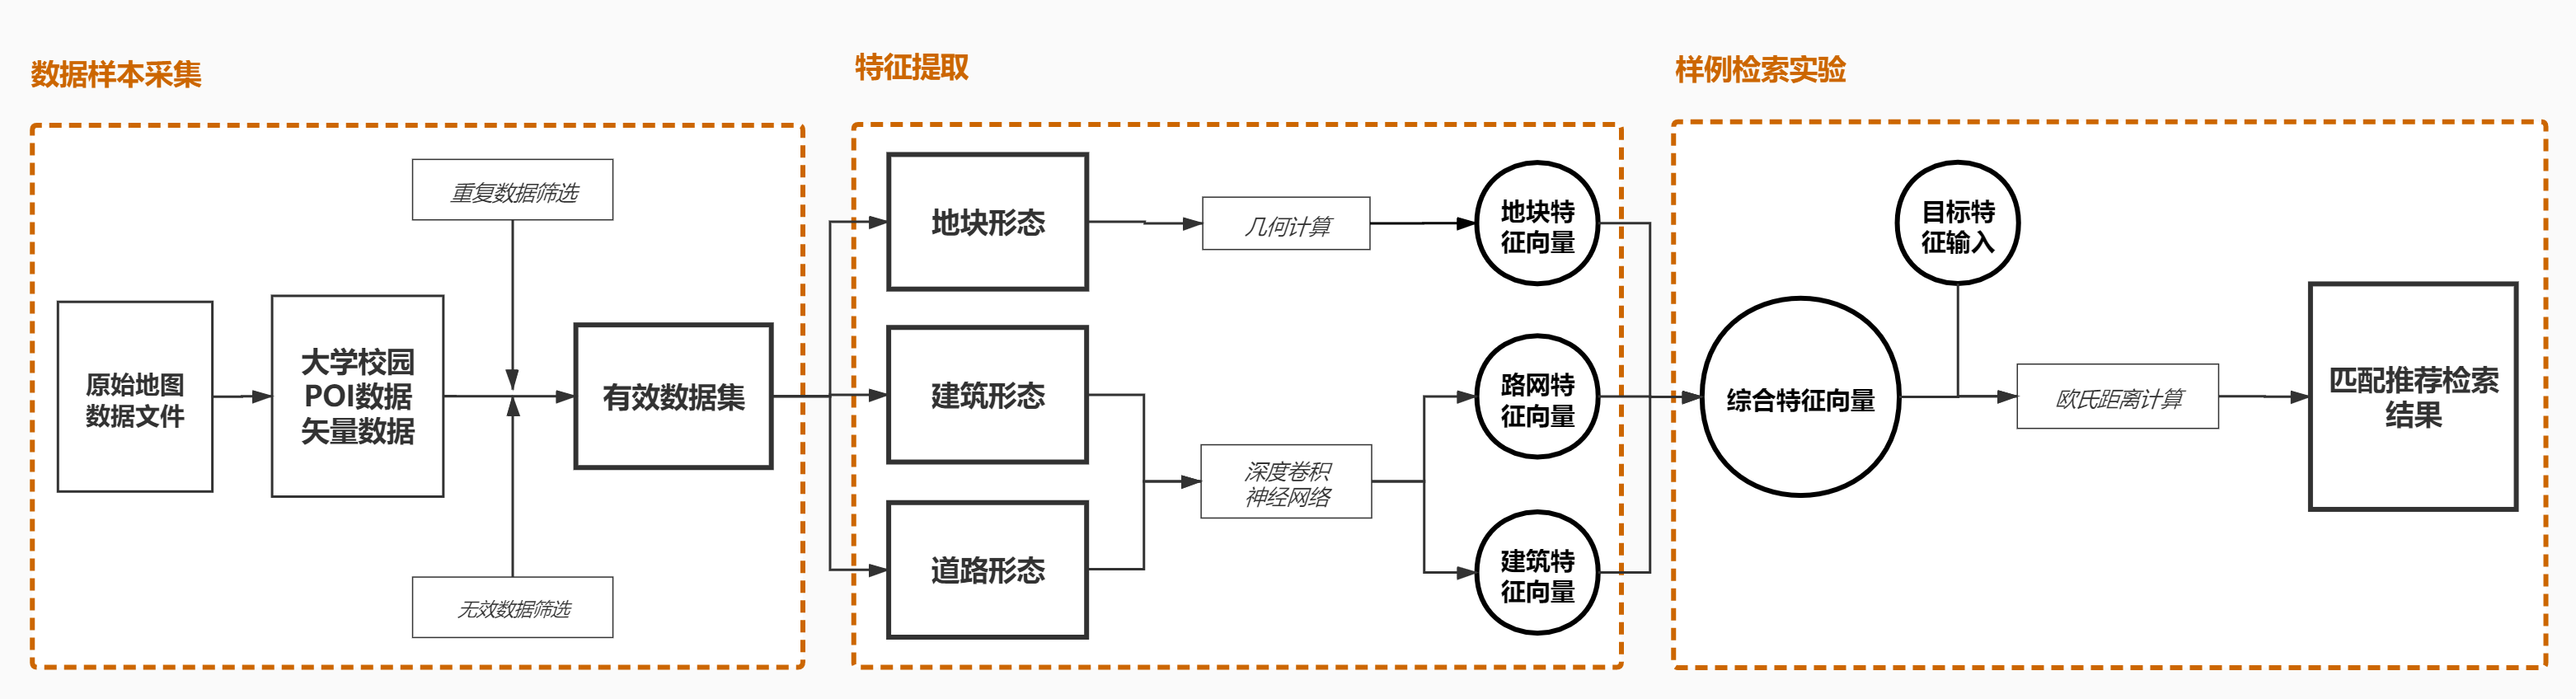 数据样本采集
重复数据筛选
原始地图
数据文件
大学校园
POI数据
矢量数据
有效数据集
无效数据筛选
特征提取
地块形态
几何计算
地块特
征向量
建筑形态
道路形态
深度卷积
神经网络
路网特
征向量
建筑特
征向量
样例检索实验
目标特
征输入
综合特征向量
欧氏距离计算
匹配推荐检索
结果